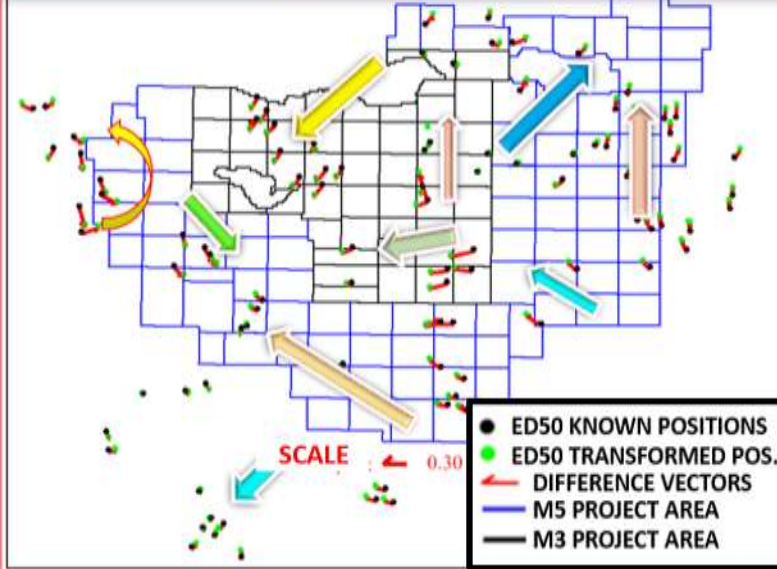 SCALE : 0.30
ED50 KNOWN POSITIONS
ED50 TRANSFORMED POS.
DIFFERENCE VECTORS
M5 PROJECT AREA
M3 PROJECT AREA